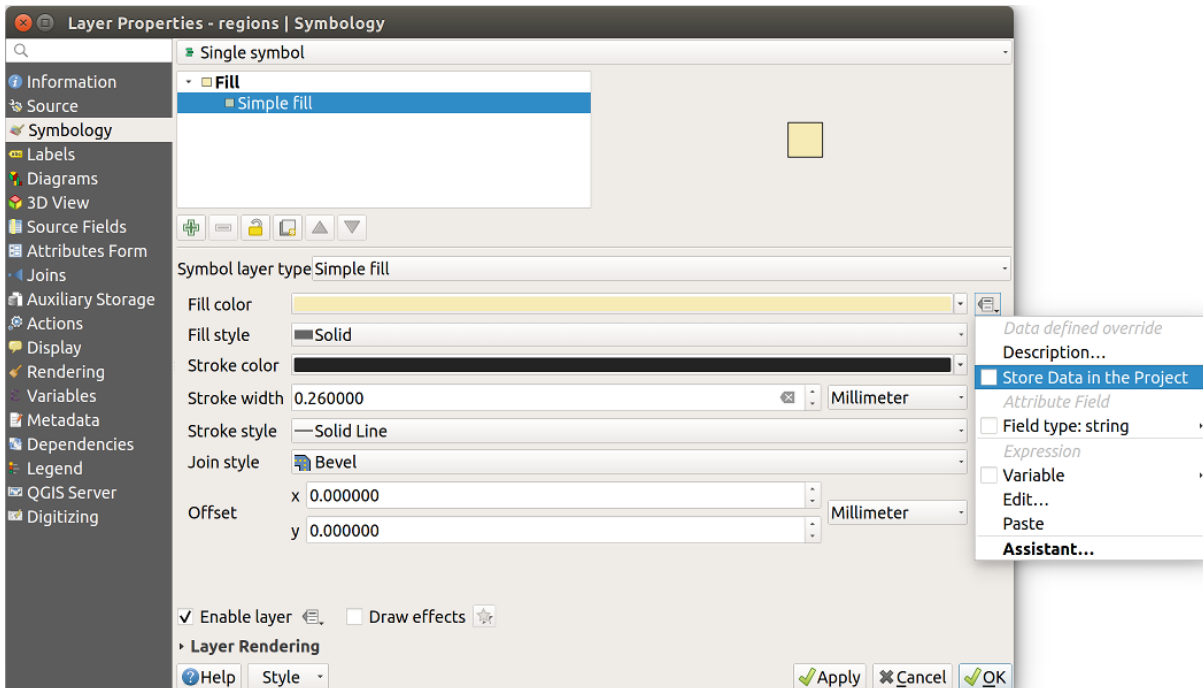 Layer Properties - regions | Symbology
Information
Source
Symbology
Labels
Diagrams
3D View
Source Fields
Attributes Form
Joins
Auxiliary Storage
Actions
Display
Rendering
Variables
Metadata
Dependencies
Legend
QGIS Server
Digitizing
Single symbol
Fill
Simple fill
Symbol layer type Simple fill
Fill color
Fill style Solid
Stroke color
Stroke width 0.260000 Millimeter
Stroke style Solid Line
Join style Bevel
Offset x 0.000000 Millimeter
y 0.000000
Enable layer Draw effects
Layer Rendering
Help Style Apply Cancel OK
Data defined override
Description...
Store Data in the Project
Attribute Field
Field type: string
Expression
Variable
Edit...
Paste
Assistant...